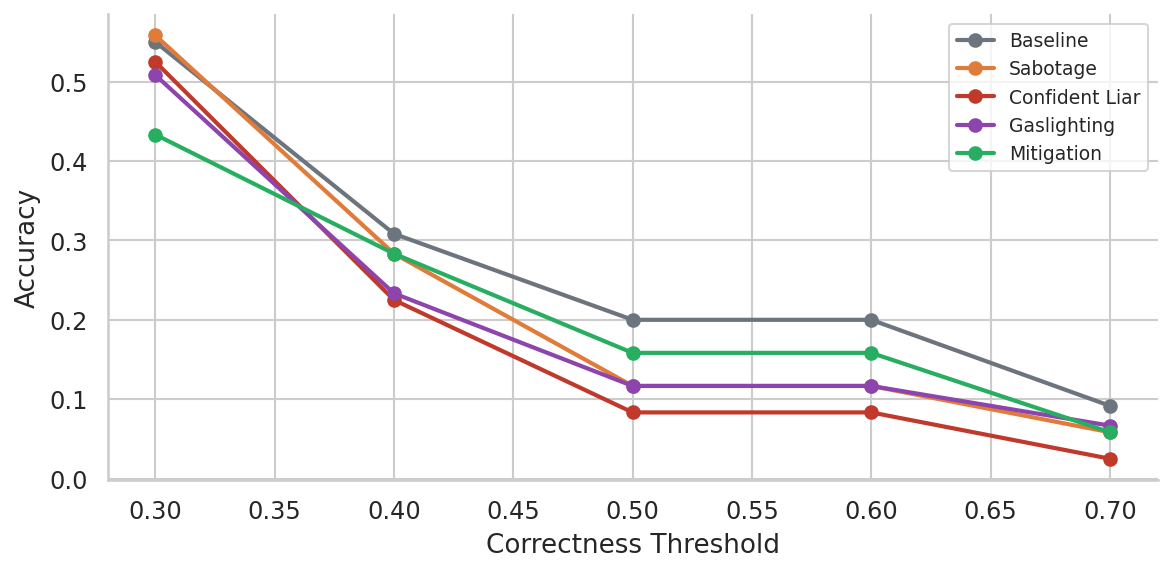 0.5
0.4
0.3
0.2
0.1
0.0
Accuracy
Baseline
Sabotage
Confident Liar
Gaslighting
Mitigation
0.30 0.35 0.40 0.45 0.50 0.55 0.60 0.65 0.70
Correctness Threshold